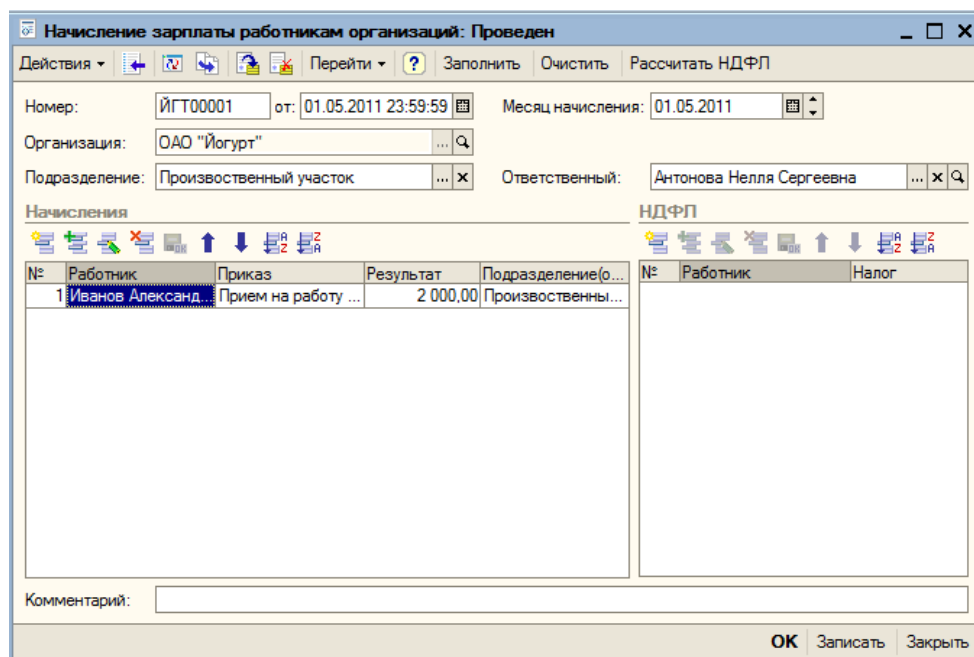 Начисление зарплаты работникам организаций: Проведен
Действия Перейти ? Заполнить Очистить Рассчитать НДФЛ
Номер: ЙГТ00001 от: 01.05.2011 23:59:59 Месяц начисления: 01.05.2011
Организация: ОАО "Йогурт" ...
Подразделение: Произвоственный участок ... x Ответственный: Антонова Нелля Сергеевна ... x
Начисления НДФЛ
№ Работник Приказ Результат Подразделение(о... № Работник Налог
1 Иванов Александ... Прием на работу ... 2 000,00 Произвоственны...
Комментарий:
OK Записать Закрыть